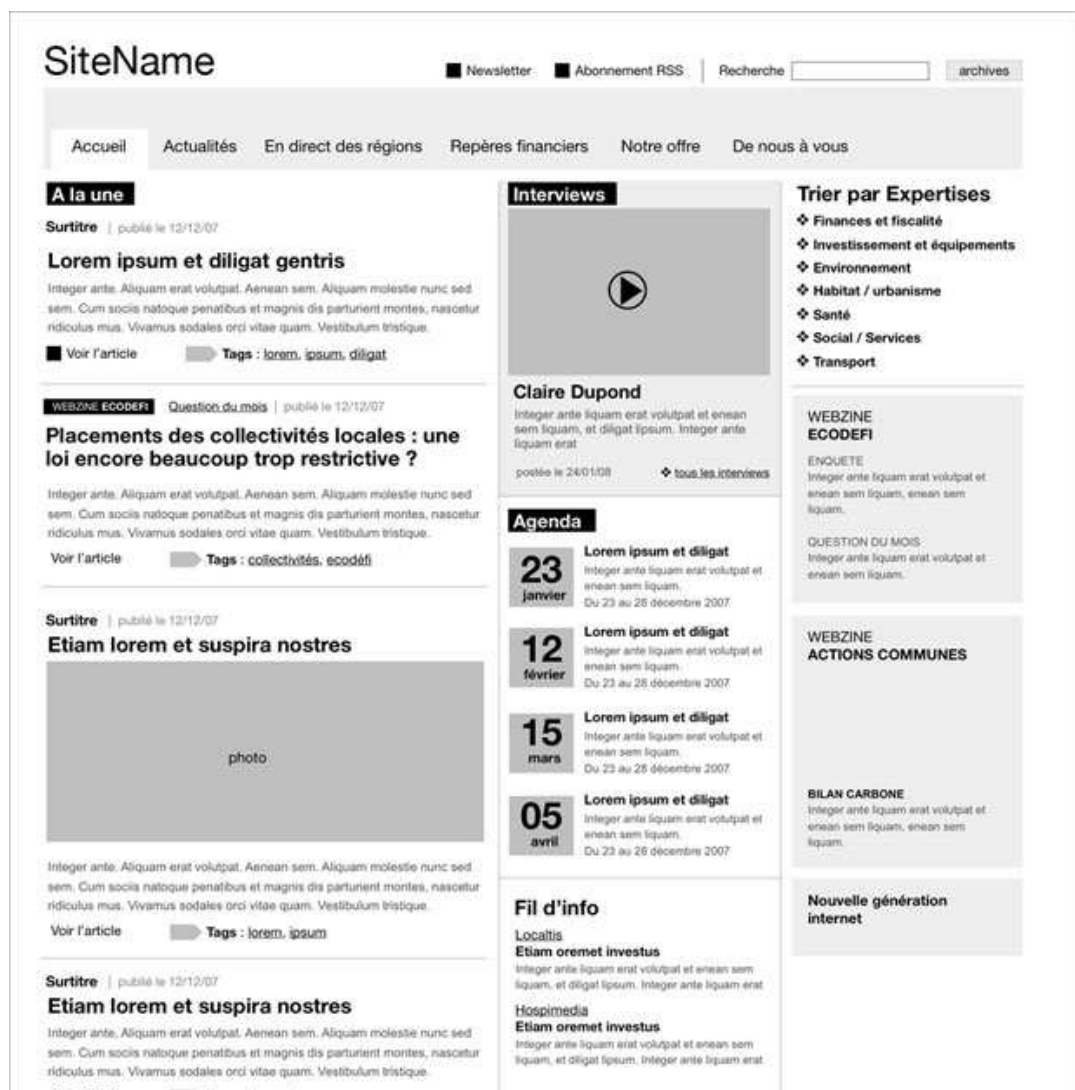 SiteName
Newsletter
Abonnement RSS
Recherche
archives
Accueil
Actualités
En direct des régions
Repères financiers
Notre offre
De nous à vous
A la une
Surtitre | publié le 12/12/07
Lorem ipsum et diligat gentris
Integer ante. Aliquam erat volutpat. Aenean sem. Aliquam molestie nunc sed
sem. Cum sociis natoque penatibus et magnis dis parturient montes, nascetur
ridiculus mus. Vivamus sodales orci vitae quam. Vestibulum tristique.
Voir l'article
Tags : lorem, ipsum, diligat
WEBZINE ECODEFI
Question du mois | publié le 12/12/07
Placements des collectivités locales : une
loi encore beaucoup trop restrictive ?
Integer ante. Aliquam erat volutpat. Aenean sem. Aliquam molestie nunc sed
sem. Cum sociis natoque penatibus et magnis dis parturient montes, nascetur
ridiculus mus. Vivamus sodales orci vitae quam. Vestibulum tristique.
Voir l'article
Tags : collectivités, ecodéfi
Surtitre | publié le 12/12/07
Etiam lorem et suspira nostres
photo
Integer ante. Aliquam erat volutpat. Aenean sem. Aliquam molestie nunc sed
sem. Cum sociis natoque penatibus et magnis dis parturient montes, nascetur
ridiculus mus. Vivamus sodales orci vitae quam. Vestibulum tristique.
Voir l'article
Tags : lorem, ipsum
Surtitre | publié le 12/12/07
Etiam lorem et suspira nostres
Integer ante. Aliquam erat volutpat. Aenean sem. Aliquam molestie nunc sed
sem. Cum sociis natoque penatibus et magnis dis parturient montes, nascetur
ridiculus mus. Vivamus sodales orci vitae quam. Vestibulum tristique.
Interviews
Claire Dupond
Integer ante liquam erat volutpat et enean
sem liquam, et diligat lipsum. Integer ante
liquam erat
postée le 24/01/08
tous les interviews
Agenda
23
janvier
Lorem ipsum et diligat
Integer ante liquam erat volutpat et
enean sem liquam.
Du 23 au 28 décembre 2007
12
février
Lorem ipsum et diligat
Integer ante liquam erat volutpat et
enean sem liquam.
Du 23 au 28 décembre 2007
15
mars
Lorem ipsum et diligat
Integer ante liquam erat volutpat et
enean sem liquam.
Du 23 au 28 décembre 2007
05
avril
Lorem ipsum et diligat
Integer ante liquam erat volutpat et
enean sem liquam.
Du 23 au 28 décembre 2007
Fil d'info
Localtis
Etiam oremet investus
Integer ante liquam erat volutpat et enean sem
liquam, et diligat lipsum. Integer ante liquam erat
Hospimedia
Etiam oremet investus
Integer ante liquam erat volutpat et enean sem
liquam, et diligat lipsum. Integer ante liquam erat
Trier par Expertises
Finances et fiscalité
Investissement et équipements
Environnement
Habitat / urbanisme
Santé
Social / Services
Transport
WEBZINE
ECODEFI
ENQUETE
Integer ante liquam erat volutpat et
enean sem liquam, enean sem
liquam.
QUESTION DU MOIS
Integer ante liquam erat volutpat et
enean sem liquam.
WEBZINE
ACTIONS COMMUNES
BILAN CARBONE
Integer ante liquam erat volutpat et
enean sem liquam, enean sem
liquam.
Nouvelle génération
internet